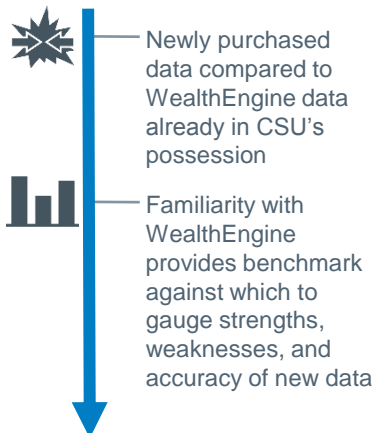 Newly purchased
data compared to
WealthEngine data
already in CSU's
possession
Familiarity with
WealthEngine
provides benchmark
against which to
gauge strengths,
weaknesses, and
accuracy of new data